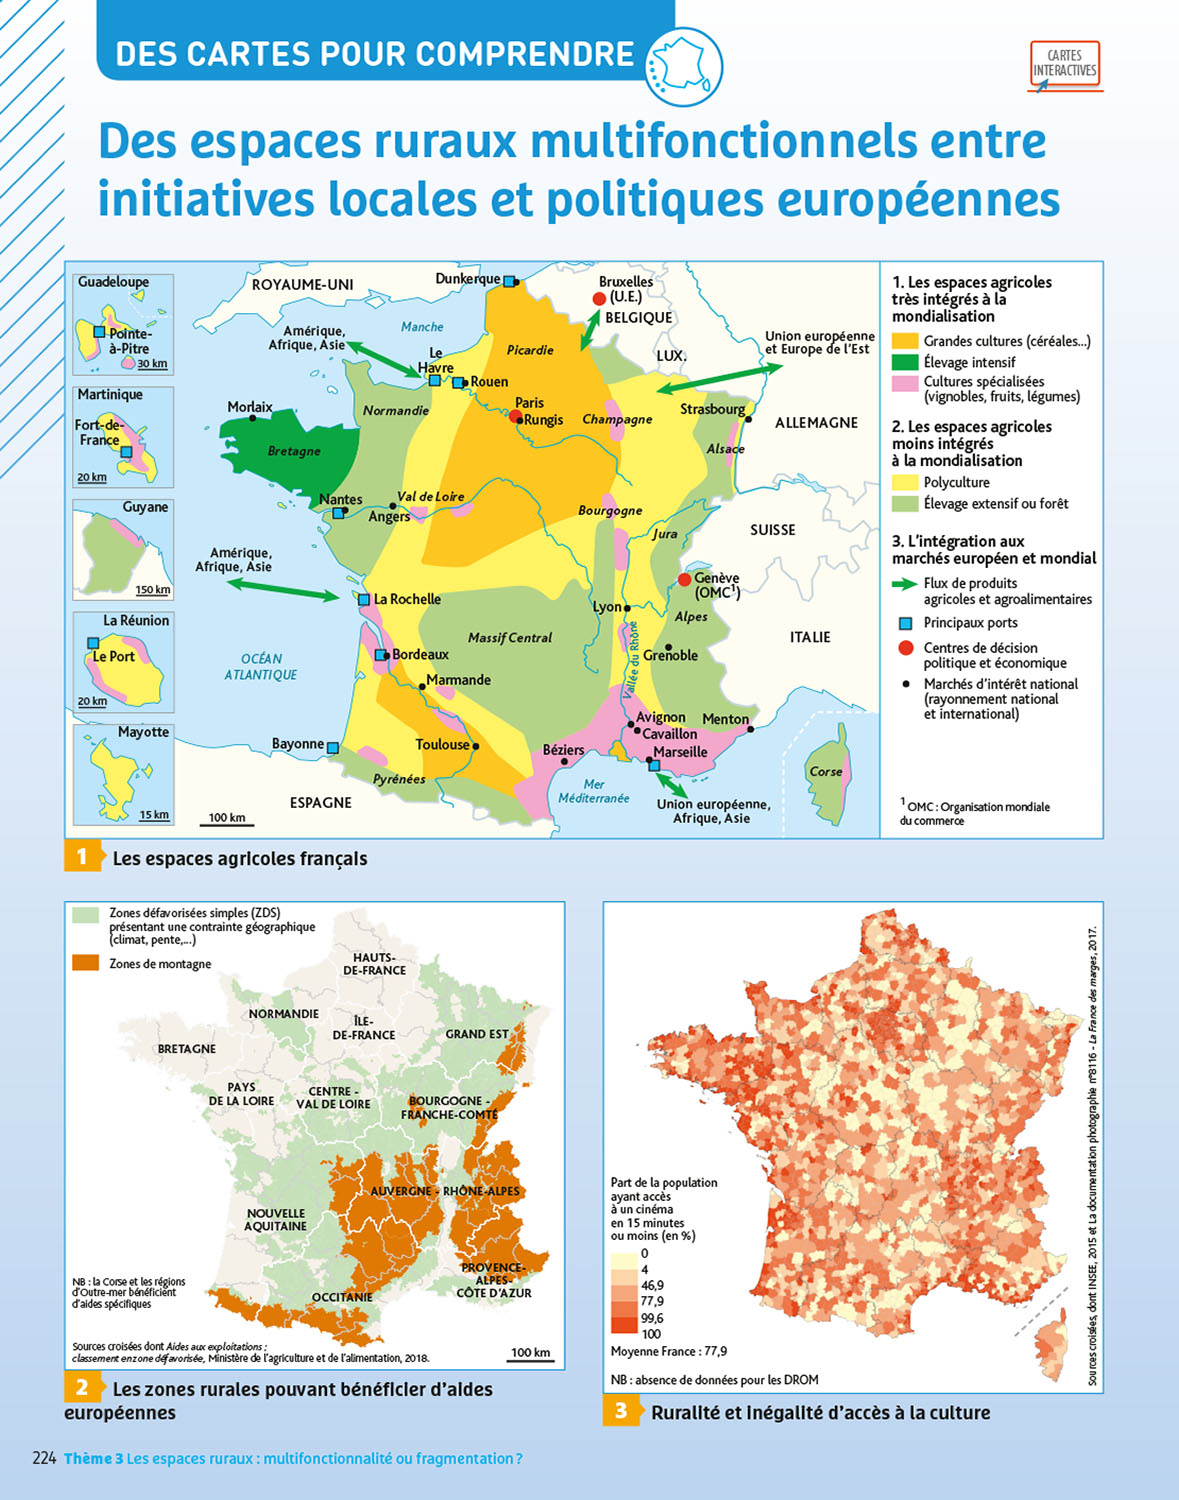 DES CARTES POUR COMPRENDRE
CARTES
INTERACTIVES
Des espaces ruraux multifonctionnels entre
initiatives locales et politiques européennes
Guadeloupe
Pointe-
à-Pitre
30 km
Martinique
Fort-de-
France
20 km
Guyane
150 km
La Réunion
Le Port
20 km
Mayotte
15 km
ROYAUME-UNI
Dunkerque
Bruxelles
(U.E.)
BELGIQUE
Manche
Amérique,
Afrique, Asie
Picardie
LUX.
Union européenne
et Europe de l'Est
Le
Havre
Rouen
Normandie
Paris
Rungis
Champagne
Strasbourg
ALLEMAGNE
Morlaix
Bretagne
Alsace
Nantes
Angers
Val de Loire
Bourgogne
Jura
SUISSE
Amérique,
Afrique, Asie
La Rochelle
Genève
(OMC1)
Lyon
Alpes
Massif Central
ITALIE
OCÉAN
ATLANTIQUE
Bordeaux
Vallée du Rhône
Grenoble
Marmande
Avignon
Menton
Cavaillon
Bayonne
Toulouse
Béziers
Marseille
Pyrénées
Corse
Mer
Méditerranée
Union européenne,
Afrique, Asie
ESPAGNE
100 km
1. Les espaces agricoles
très intégrés à la
mondialisation
Grandes cultures (céréales...)
Élevage intensif
Cultures spécialisées
(vignobles, fruits, légumes)
2. Les espaces agricoles
moins intégrés
à la mondialisation
Polyculture
Élevage extensif ou forêt
3. L'intégration aux
marchés européen et mondial
Flux de produits
agricoles et agroalimentaires
Principaux ports
Centres de décision
politique et économique
Marchés d'intérêt national
(rayonnement national
et international)
1 OMC : Organisation mondiale
du commerce
1 Les espaces agricoles français
Zones défavorisées simples (ZDS)
présentant une contrainte géographique
(climat, pente,...)
Zones de montagne
HAUTS-
DE-FRANCE
NORMANDIE
ÎLE-
DE-FRANCE
GRAND EST
BRETAGNE
PAYS
DE LA LOIRE
CENTRE -
VAL DE LOIRE
BOURGOGNE -
FRANCHE-COMTÉ
AUVERGNE - RHÔNE-ALPES
NOUVELLE
AQUITAINE
PROVENCE-
ALPES-
CÔTE D'AZUR
OCCITANIE
NB : la Corse et les régions
d'Outre-mer bénéficient
d'aides spécifiques
Sources croisées dont Aides aux exploitations ;
classement en zone défavorisée, Ministère de l'agriculture et de l'alimentation, 2018.
100 km
2 Les zones rurales pouvant bénéficier d'aides
européennes
Part de la population
ayant accès
à un cinéma
en 15 minutes
ou moins (en %)
0
4
46,9
77,9
99,6
100
Moyenne France : 77,9
NB : absence de données pour les DROM
Sources croisées, dont INSEE, 2015 et La documentation photographie n°8116 - La France des marges, 2017.
3 Ruralité et inégalité d'accès à la culture
224 Thème 3 Les espaces ruraux : multifonctionnalité ou fragmentation ?